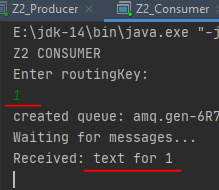 Z2_Producer
Z2_Consumer
E:\jdk-14\bin\java.exe "-j
Z2 CONSUMER
Enter routingKey:
1
created queue: amq.gen-6R7
Waiting for messages...
Received: text for 1